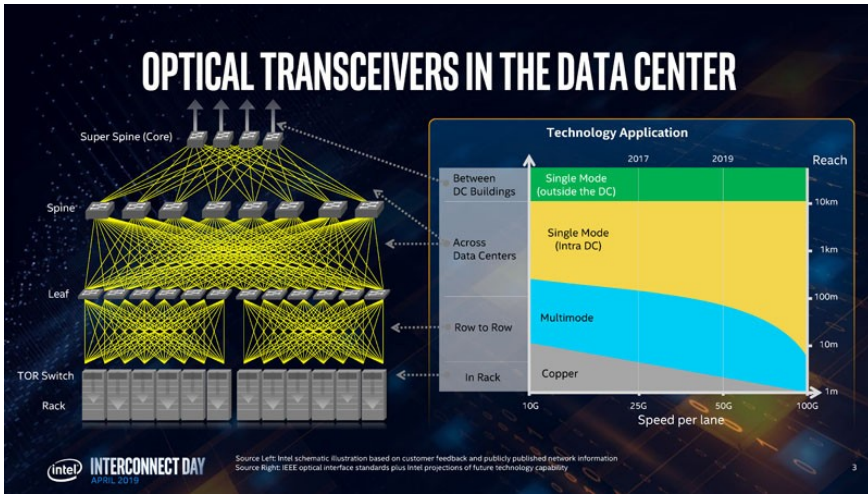 OPTICAL TRANSCEIVERS IN THE DATA CENTER
Super Spine (Core)
Spine
Leaf
TOR Switch
Rack
Technology Application
2017
2019
Reach
Between
DC Buildings
Across
Data Centers
Row to Row
In Rack
Single Mode
(outside the DC)
Single Mode
(Intra DC)
Multimode
Copper
10km
1km
100m
10m
1m
10G
25G
50G
100G
Speed per lane
intel
INTERCONNECT DAY
APRIL 2019
Source Left: Intel schematic illustration based on customer feedback and publicly published network information
Source Right: IEEE optical interface standards plus Intel projections of future technology capability
3